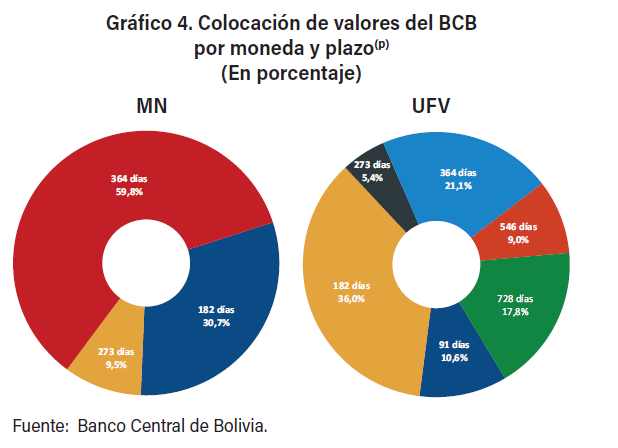 Gráfico 4. Colocación de valores del BCB
por moneda y plazo(p)
(En porcentaje)
MN
364 días
59,8%
182 días
30,7%
273 días
9,5%
UFV
273 días
5,4%
364 días
21,1%
546 días
9,0%
182 días
36,0%
728 días
17,8%
91 días
10,6%
Fuente: Banco Central de Bolivia.